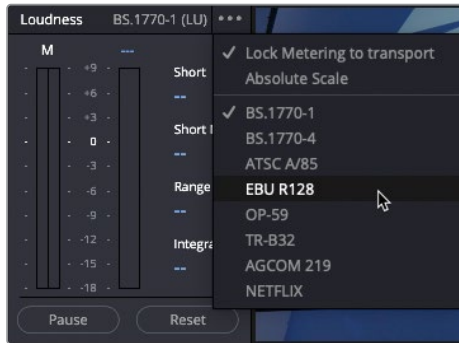 Loudness BS.1770-1 (LU) •••
M ---
+9
+6
+3
0
-3
-6
-9
-12
-15
-18
Short
--
Short
--
Range
--
Integra
--
Pause Reset
✓ Lock Metering to transport
Absolute Scale
✓ BS.1770-1
BS.1770-4
ATSC A/85
EBU R128
OP-59
TR-B32
AGCOM 219
NETFLIX